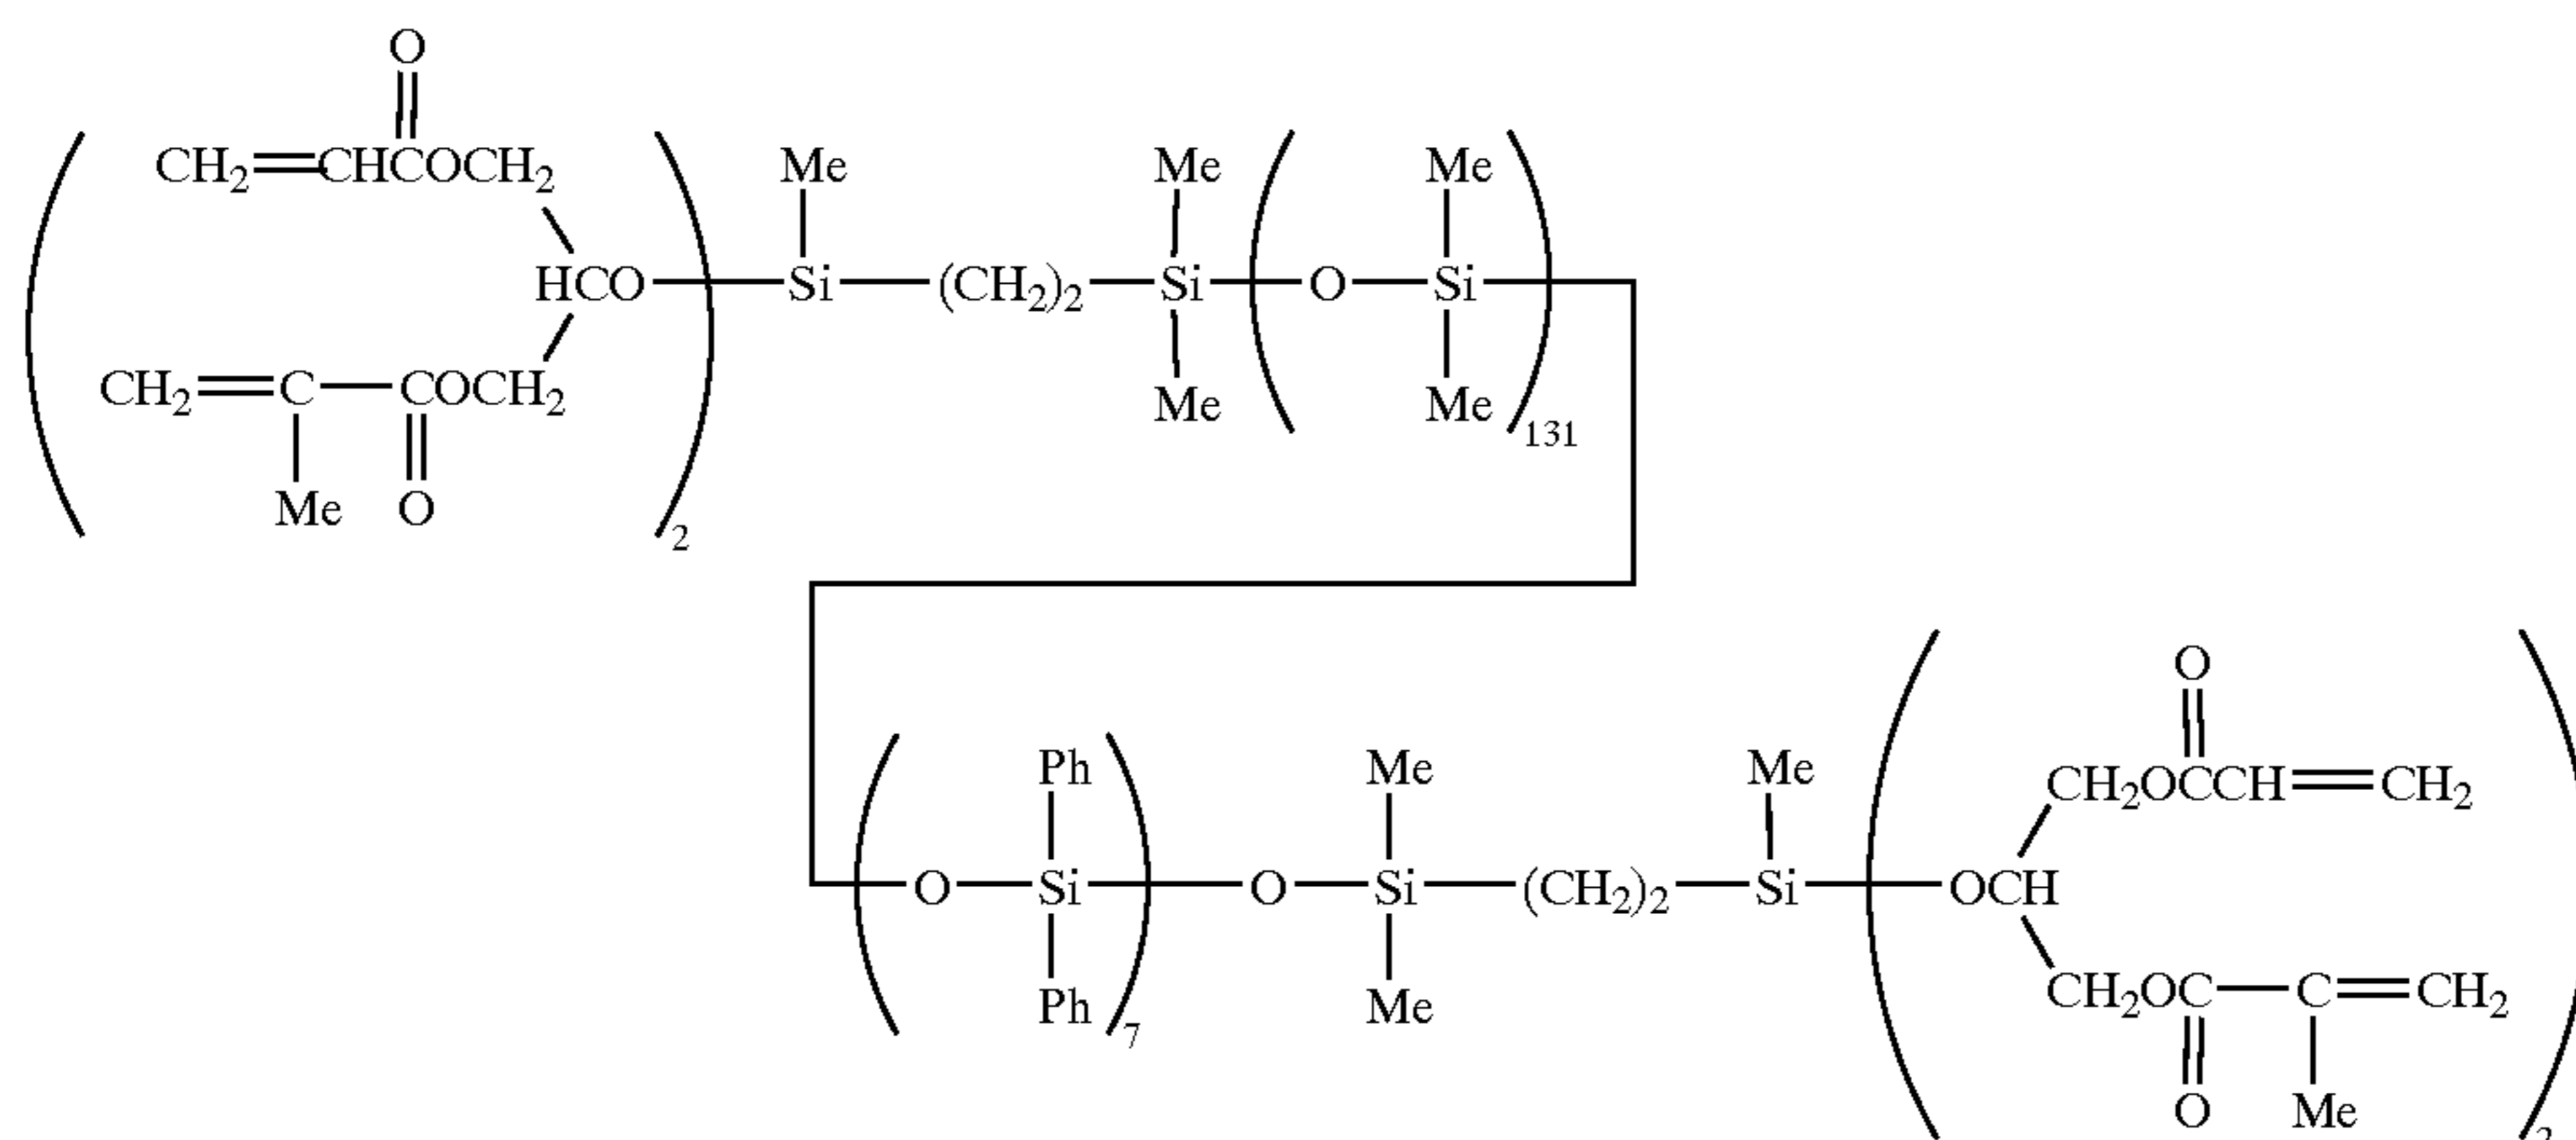 O
CH2=CHCOCH2 Me Me Me
HCO Si (CH2)2 Si O Si
CH2=C COCH2 Me Me 131
Me O 2
O
Ph Me Me CH2OCCH=CH2
O Si O Si (CH2)2 Si OCH
Ph 7 Me CH2OC C=CH2
O Me 2